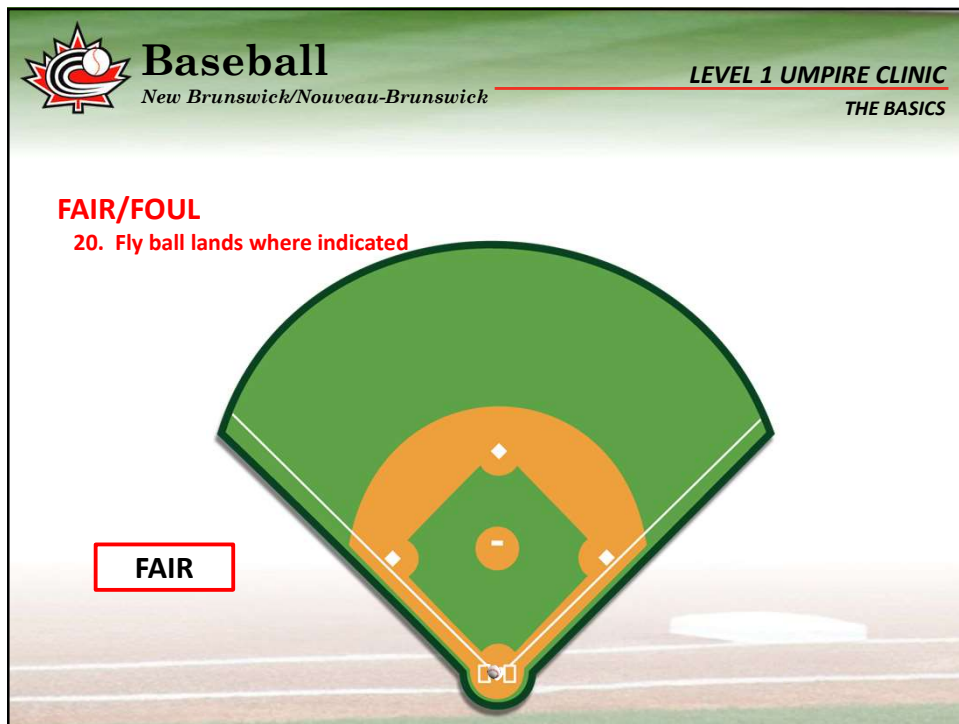 Baseball
New Brunswick/Nouveau-Brunswick
LEVEL 1 UMPIRE CLINIC
THE BASICS
FAIR/FOUL
20. Fly ball lands where indicated
FAIR